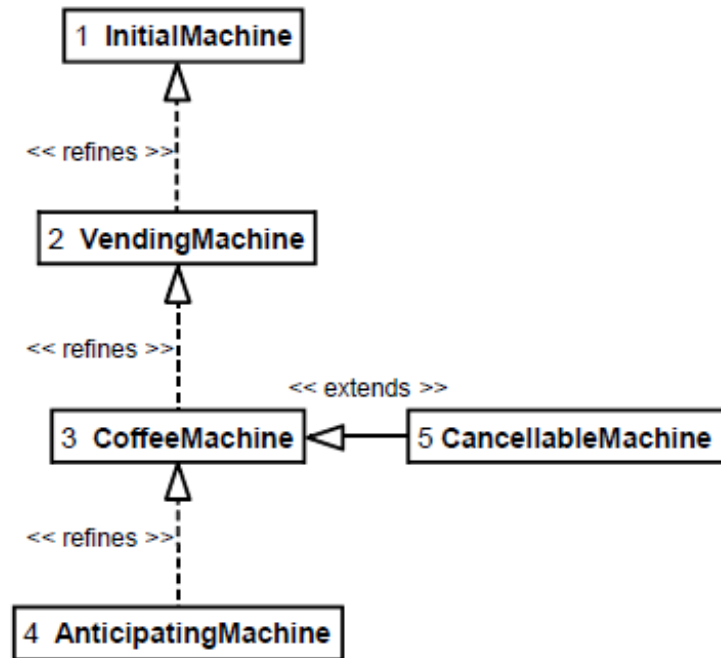 1 InitialMachine
<< refines >>
2 VendingMachine
<< refines >>
<< extends >>
3 CoffeeMachine
5 CancellableMachine
<< refines >>
4 AnticipatingMachine